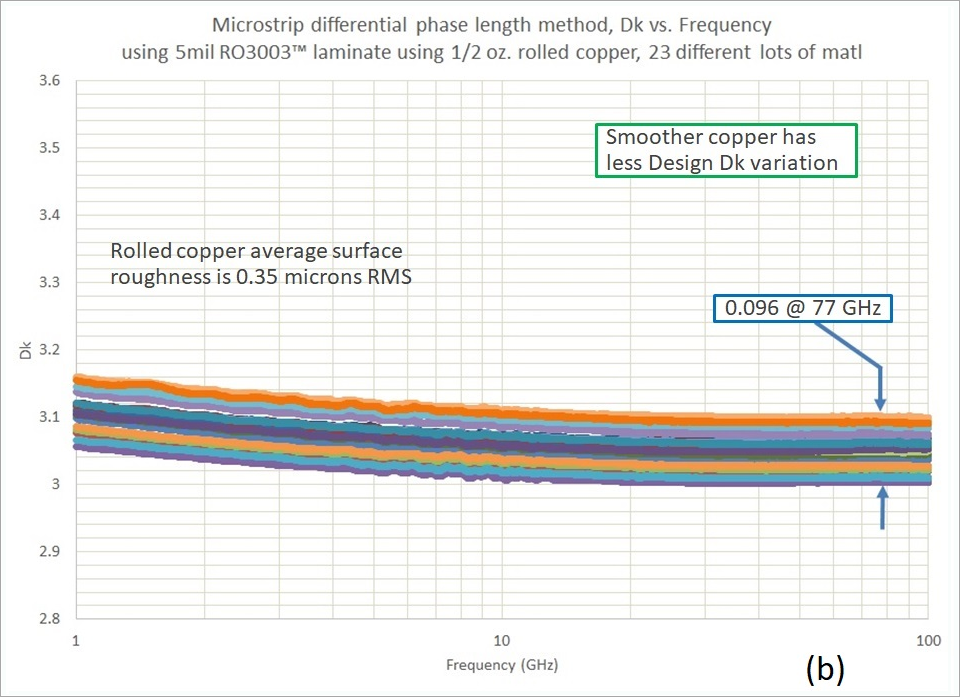 Microstrip differential phase length method, Dk vs. Frequency
using 5mil RO3003™ laminate using 1/2 oz. rolled copper, 23 different lots of matl
3.6
3.5
3.4
3.3
3.2
3.1
3
2.9
2.8
Dk
Smoother copper has
less Design Dk variation
Rolled copper average surface
roughness is 0.35 microns RMS
0.096 @ 77 GHz
1
10
100
Frequency (GHz)
(b)